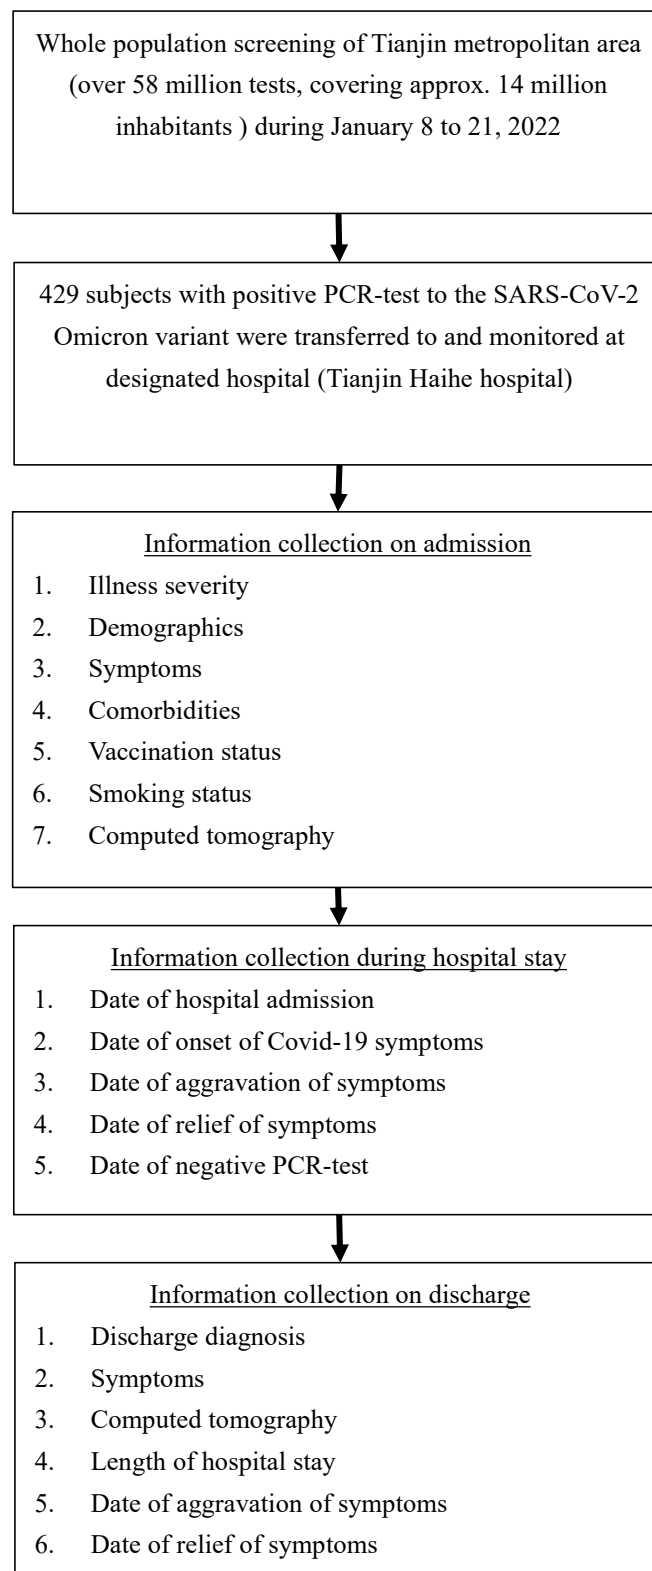 Whole population screening of Tianjin metropolitan area
(over 58 million tests, covering approx. 14 million
inhabitants ) during January 8 to 21, 2022
429 subjects with positive PCR-test to the SARS-CoV-2
Omicron variant were transferred to and monitored at
designated hospital (Tianjin Haihe hospital)
Information collection on admission
1. Illness severity
2. Demographics
3. Symptoms
4. Comorbidities
5. Vaccination status
6. Smoking status
7. Computed tomography
Information collection during hospital stay
1. Date of hospital admission
2. Date of onset of Covid-19 symptoms
3. Date of aggravation of symptoms
4. Date of relief of symptoms
5. Date of negative PCR-test
Information collection on discharge
1. Discharge diagnosis
2. Symptoms
3. Computed tomography
4. Length of hospital stay
5. Date of aggravation of symptoms
6. Date of relief of symptoms